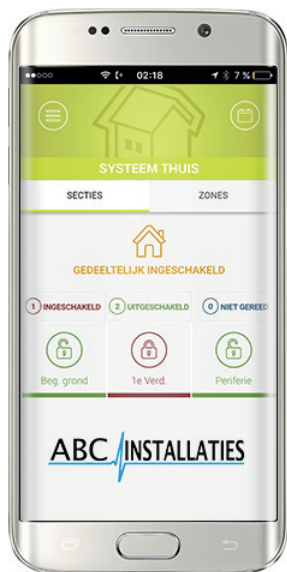 02:18 7%
SYSTEEM THUIS
SECTIES ZONES
GEDEELTELIJK INGESCHAKELD
1 INGESCHAKELD 2 UITGESCHAKELD 0 NIET GEREED
Beg. grond 1e Verd. Periferie
ABC INSTALLATIES